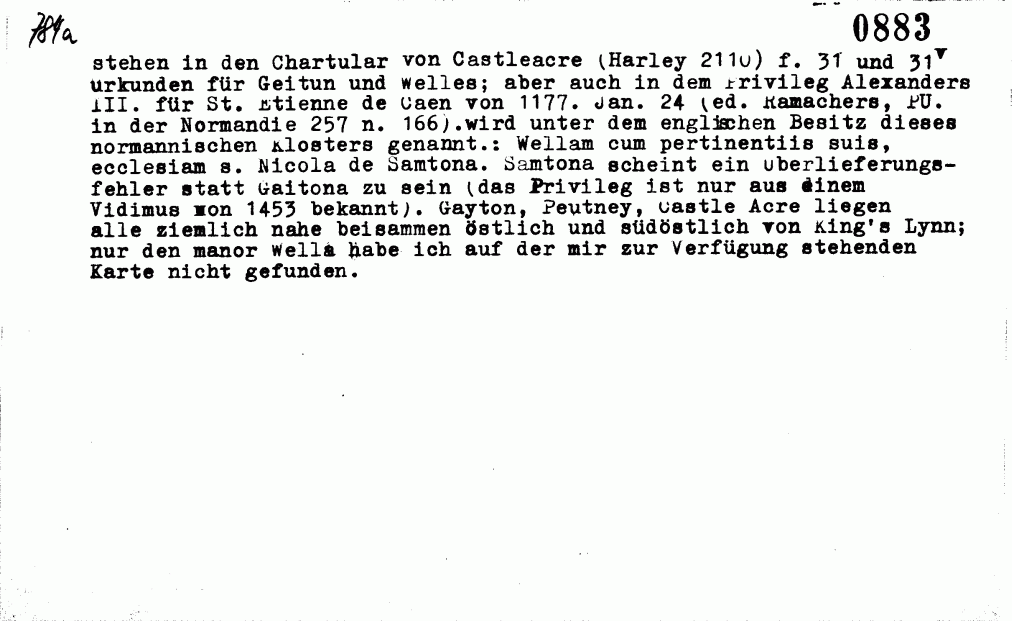 781a
0883
stehen in den Chartular von Castleacre (Harley 2110) f. 31 und 31v
Urkunden für Geitun und Welles; aber auch in dem Privileg Alexanders
III. für St. Etienne de Caen von 1177. Jan. 24 (ed. Ramachers, PU.
in der Normandie 257 n. 166).wird unter dem englischen Besitz dieses
normannischen Klosters genannt.: Wellam cum pertinentiis suis,
ecclesiam s. Nicola de Samtona. Samtona scheint ein Überlieferungs-
fehler statt Gaitona zu sein (das Privileg ist nur aus einem
Vidimus von 1453 bekannt). Gayton, Peutney, Castle Acre liegen
alle ziemlich nahe beisammen östlich und südöstlich von King's Lynn;
nur den manor Wella habe ich auf der mir zur Verfügung stehenden
Karte nicht gefunden.